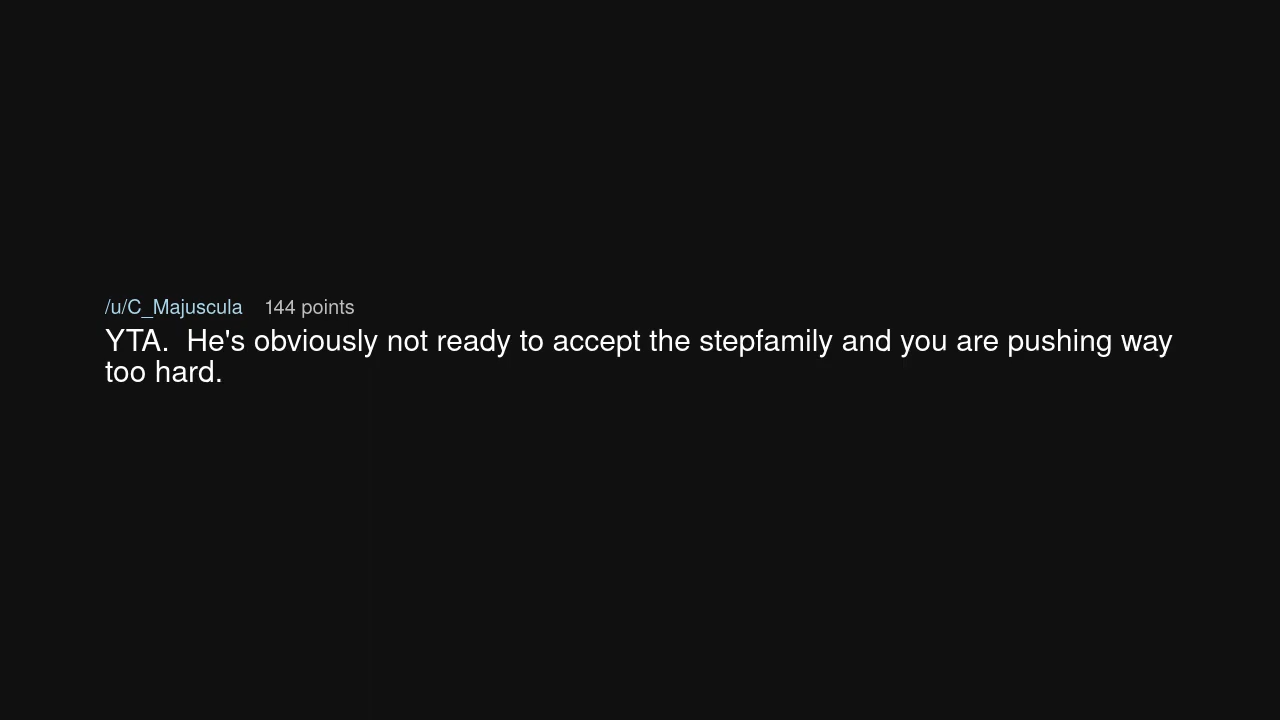 /u/C_Majuscula 144 points
YTA.  He's obviously not ready to accept the stepfamily and you are pushing way
too hard.